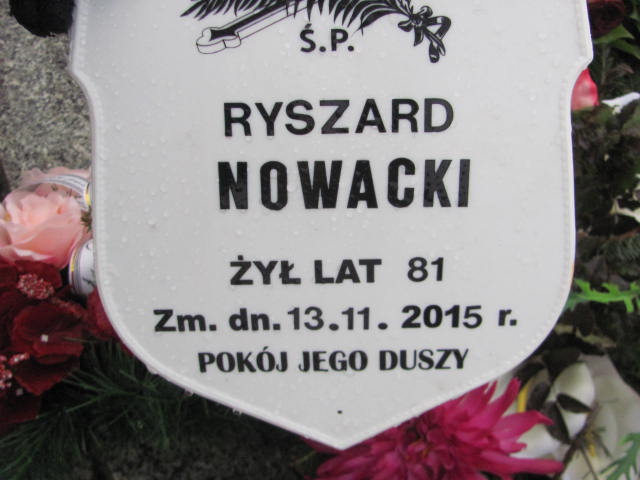 Ś.P.
RYSZARD
NOWACKI
ŻYŁ LAT 81
Zm. dn. 13.11. 2015 r.
POKÓJ JEGO DUSZY